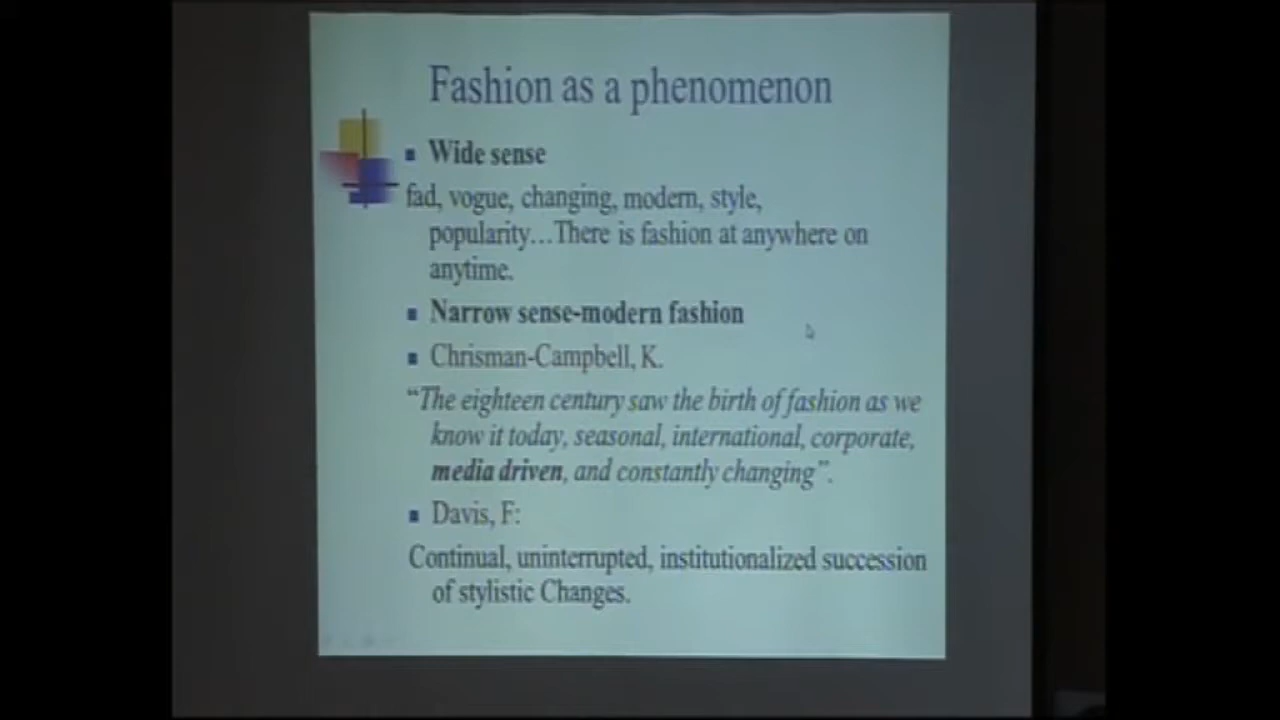 Fashion as a phenomenon
Wide sense
fad, vogue, changing, modern, style,
popularity…There is fashion at anywhere on
anytime.
Narrow sense-modern fashion
Chrisman-Campbell, K.
“The eighteen century saw the birth of fashion as we
know it today, seasonal, international, corporate,
media driven, and constantly changing”.
Davis, F:
Continual, uninterrupted, institutionalized succession
of stylistic Changes.